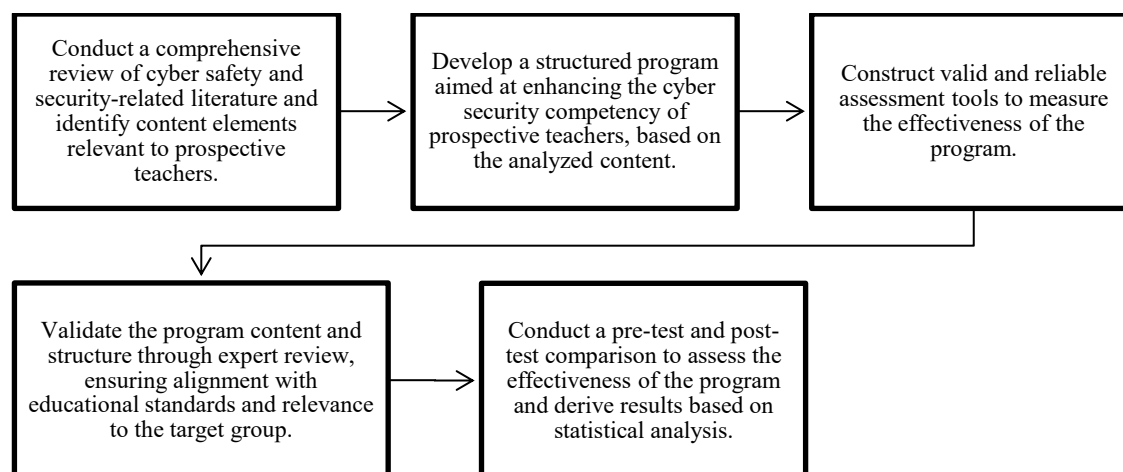 Conduct a comprehensive
review of cyber safety and
security-related literature and
identify content elements
relevant to prospective
teachers.
Develop a structured program
aimed at enhancing the cyber
security competency of
prospective teachers, based on
the analyzed content.
Construct valid and reliable
assessment tools to measure
the effectiveness of the
program.
Validate the program content and
structure through expert review,
ensuring alignment with
educational standards and relevance
to the target group.
Conduct a pre-test and post-
test comparison to assess the
effectiveness of the program
and derive results based on
statistical analysis.